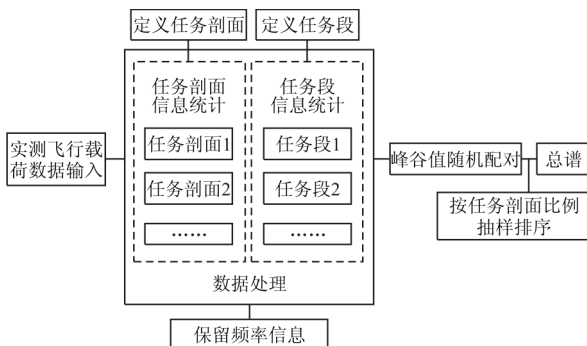 定义任务剖面
定义任务段
任务剖面
信息统计
任务段
信息统计
任务剖面1
任务段1
任务剖面2
任务段2
……
……
数据处理
实测飞行载
荷数据输入
峰谷值随机配对
总谱
按任务剖面比例
抽样排序
保留频率信息